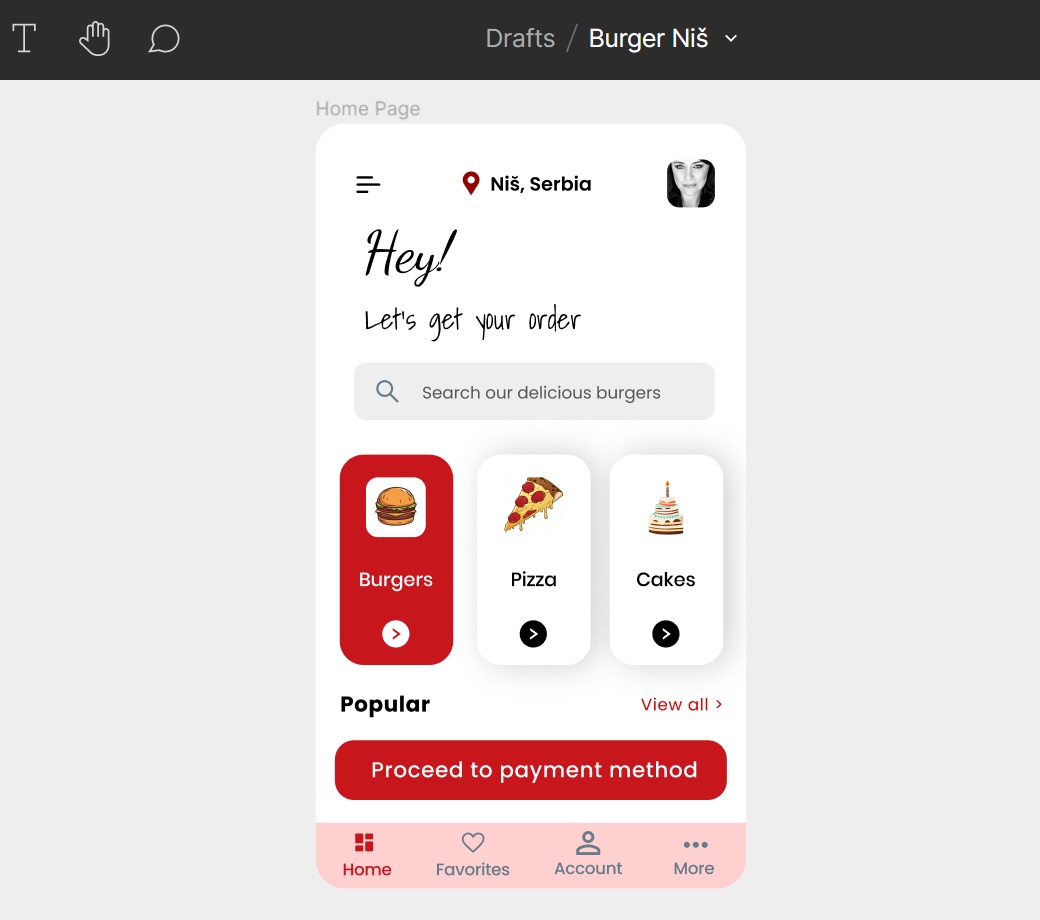 Drafts / Burger Niš
Home Page
Niš, Serbia
Hey!
Let's get your order
Search our delicious burgers
Burgers
Pizza
Cakes
Popular
View all >
Proceed to payment method
Home
Favorites
Account
More